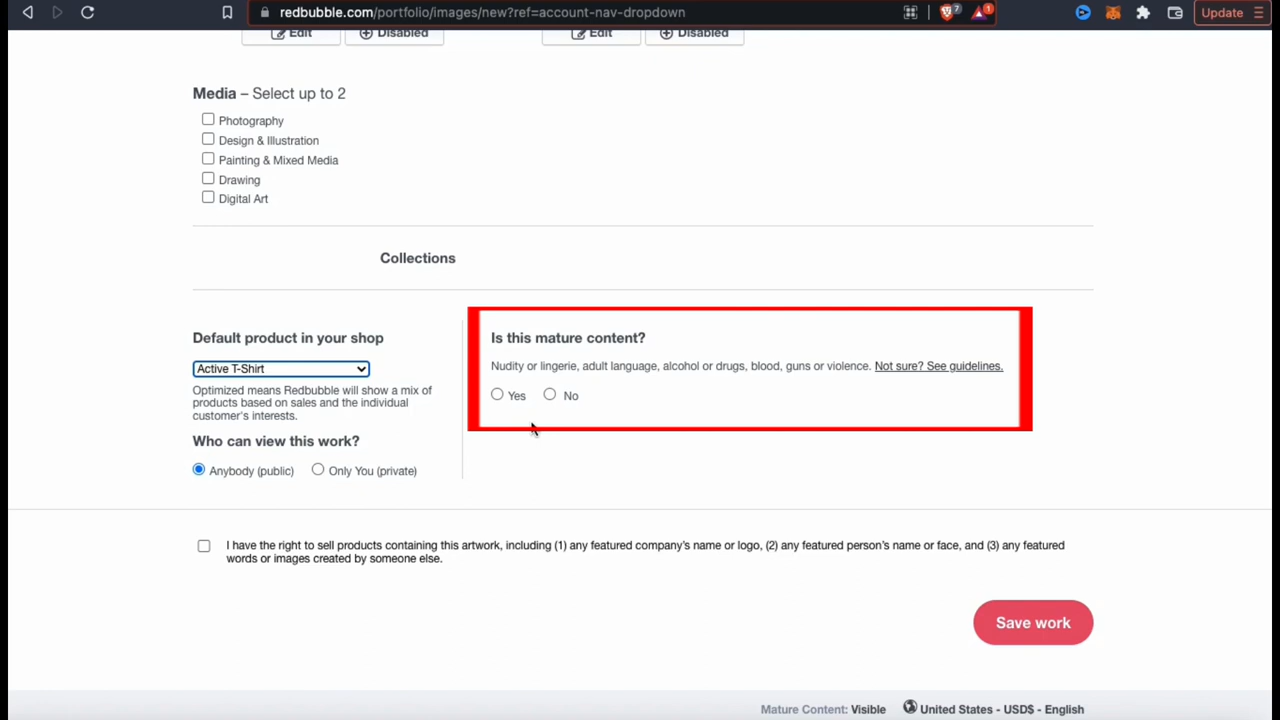 redbubble.com/portfolio/images/new?ref=account-nav-dropdown
7
1
Update
Edit
Disabled
Edit
Disabled
Media – Select up to 2
Photography
Design & Illustration
Painting & Mixed Media
Drawing
Digital Art
Collections
Default product in your shop
Active T-Shirt
Optimized means Redbubble will show a mix of
products based on sales and the individual
customer's interests.
Who can view this work?
Anybody (public) Only You (private)
Is this mature content?
Nudity or lingerie, adult language, alcohol or drugs, blood, guns or violence. Not sure? See guidelines.
Yes No
I have the right to sell products containing this artwork, including (1) any featured company's name or logo, (2) any featured person's name or face, and (3) any featured
words or images created by someone else.
Save work
Mature Content: Visible United States - USD$ - English